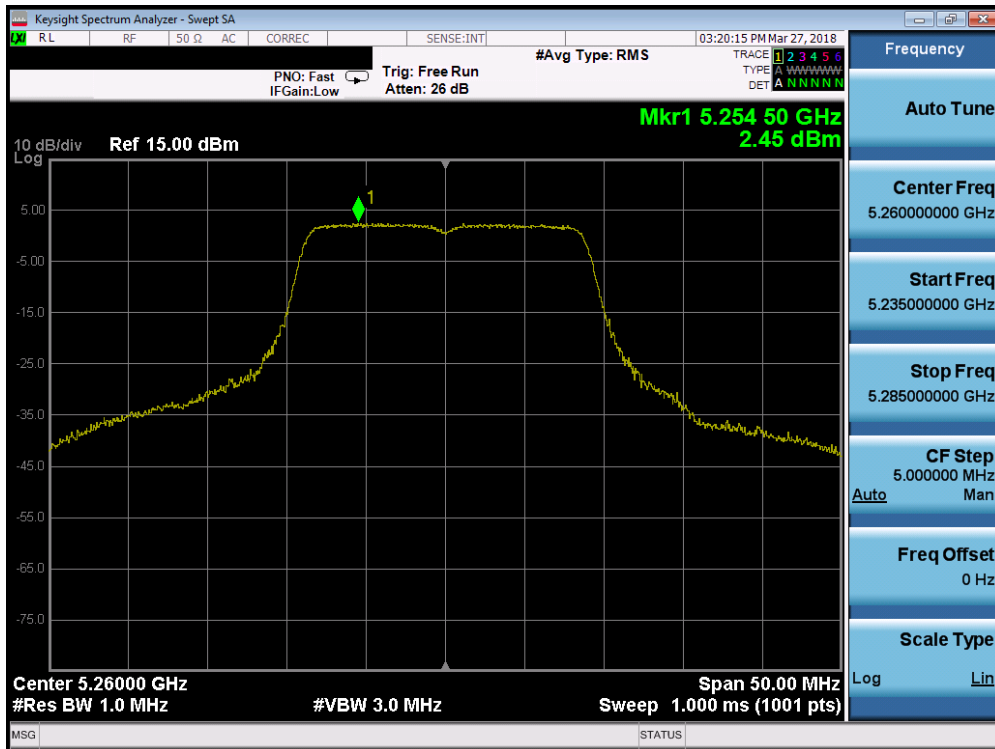 Keysight Spectrum Analyzer - Swept SA
LXI RL RF 50 Ω AC CORREC SENSE:INT 03:20:15 PM Mar 27, 2018
#Avg Type: RMS
PNO: Fast
IFGain:Low
Trig: Free Run
Atten: 26 dB
TRACE 1 2 3 4 5 6
TYPE A WWWWW
DET A N N N N N
Mkr1 5.254 50 GHz
2.45 dBm
10 dB/div
Log
Ref 15.00 dBm
1
5.00
-5.00
-15.0
-25.0
-35.0
-45.0
-55.0
-65.0
-75.0
Center 5.26000 GHz
#Res BW 1.0 MHz
#VBW 3.0 MHz
Span 50.00 MHz
Sweep 1.000 ms (1001 pts)
MSG
STATUS
Frequency
Auto Tune
Center Freq
5.260000000 GHz
Start Freq
5.235000000 GHz
Stop Freq
5.285000000 GHz
CF Step
5.000000 MHz
Auto Man
Freq Offset
0 Hz
Scale Type
Log Lin